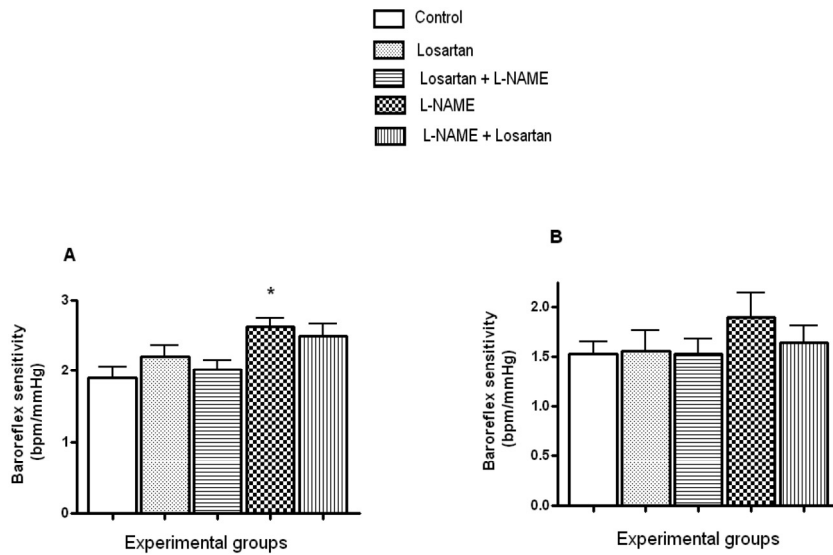 Control
Losartan
Losartan + L-NAME
L-NAME
L-NAME + Losartan
A
*
Baroreflex sensitivity
(bpm/mmHg)
3
2
1
0
Experimental groups
B
Baroreflex sensitivity
(bpm/mmHg)
2.0
1.5
1.0
0.5
0.0
Experimental groups